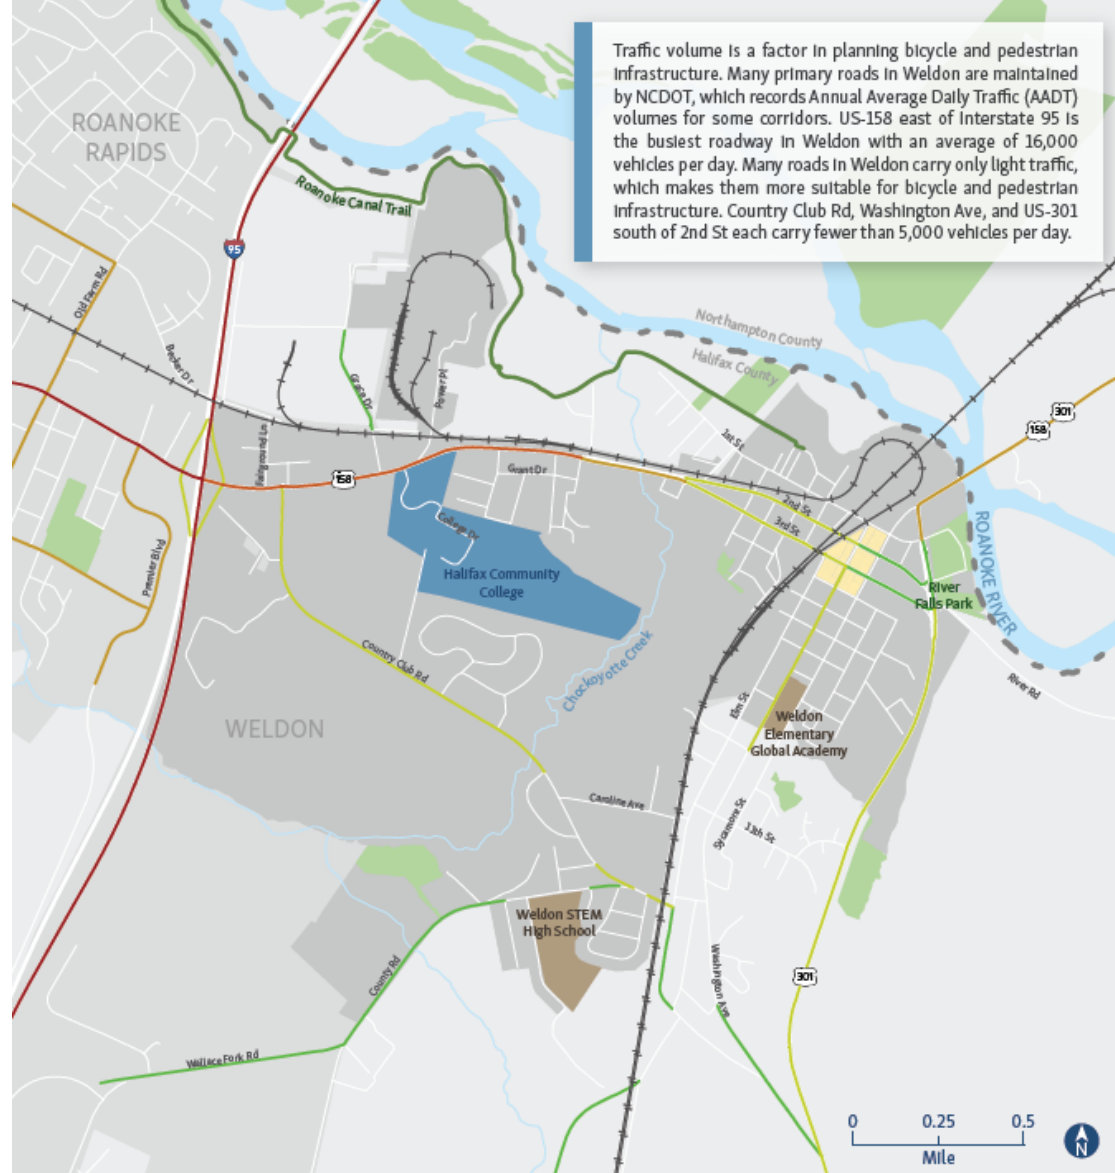 Traffic volume is a factor in planning bicycle and pedestrian
infrastructure. Many primary roads in Weldon are maintained
by NCDOT, which records Annual Average Daily Traffic (AADT)
volumes for some corridors. US-158 east of Interstate 95 is
the busiest roadway in Weldon with an average of 16,000
vehicles per day. Many roads in Weldon carry only light traffic,
which makes them more suitable for bicycle and pedestrian
infrastructure. Country Club Rd, Washington Ave, and US-301
south of 2nd St each carry fewer than 5,000 vehicles per day.
ROANOKE
RAPIDS
Roanoke Canal Trail
95
Old Farm Rd
Northampton County
Halifax County
Becker Dr
Grace Dr
Power Pl
301
158
1st St
Fairground Ln
Grant Dr
158
2nd St
3rd St
College Dr
ROANOKE RIVER
Premier Blvd
Halifax Community
College
River
Falls Park
Country Club Rd
Chockoyotte Creek
River Rd
Elm St
WELDON
Weldon
Elementary
Global Academy
Caroline Ave
Sycamore St
13th St
Weldon STEM
High School
County Rd
Washington Ave
301
Wallace Fork Rd
0 0.25 0.5
Mile
N